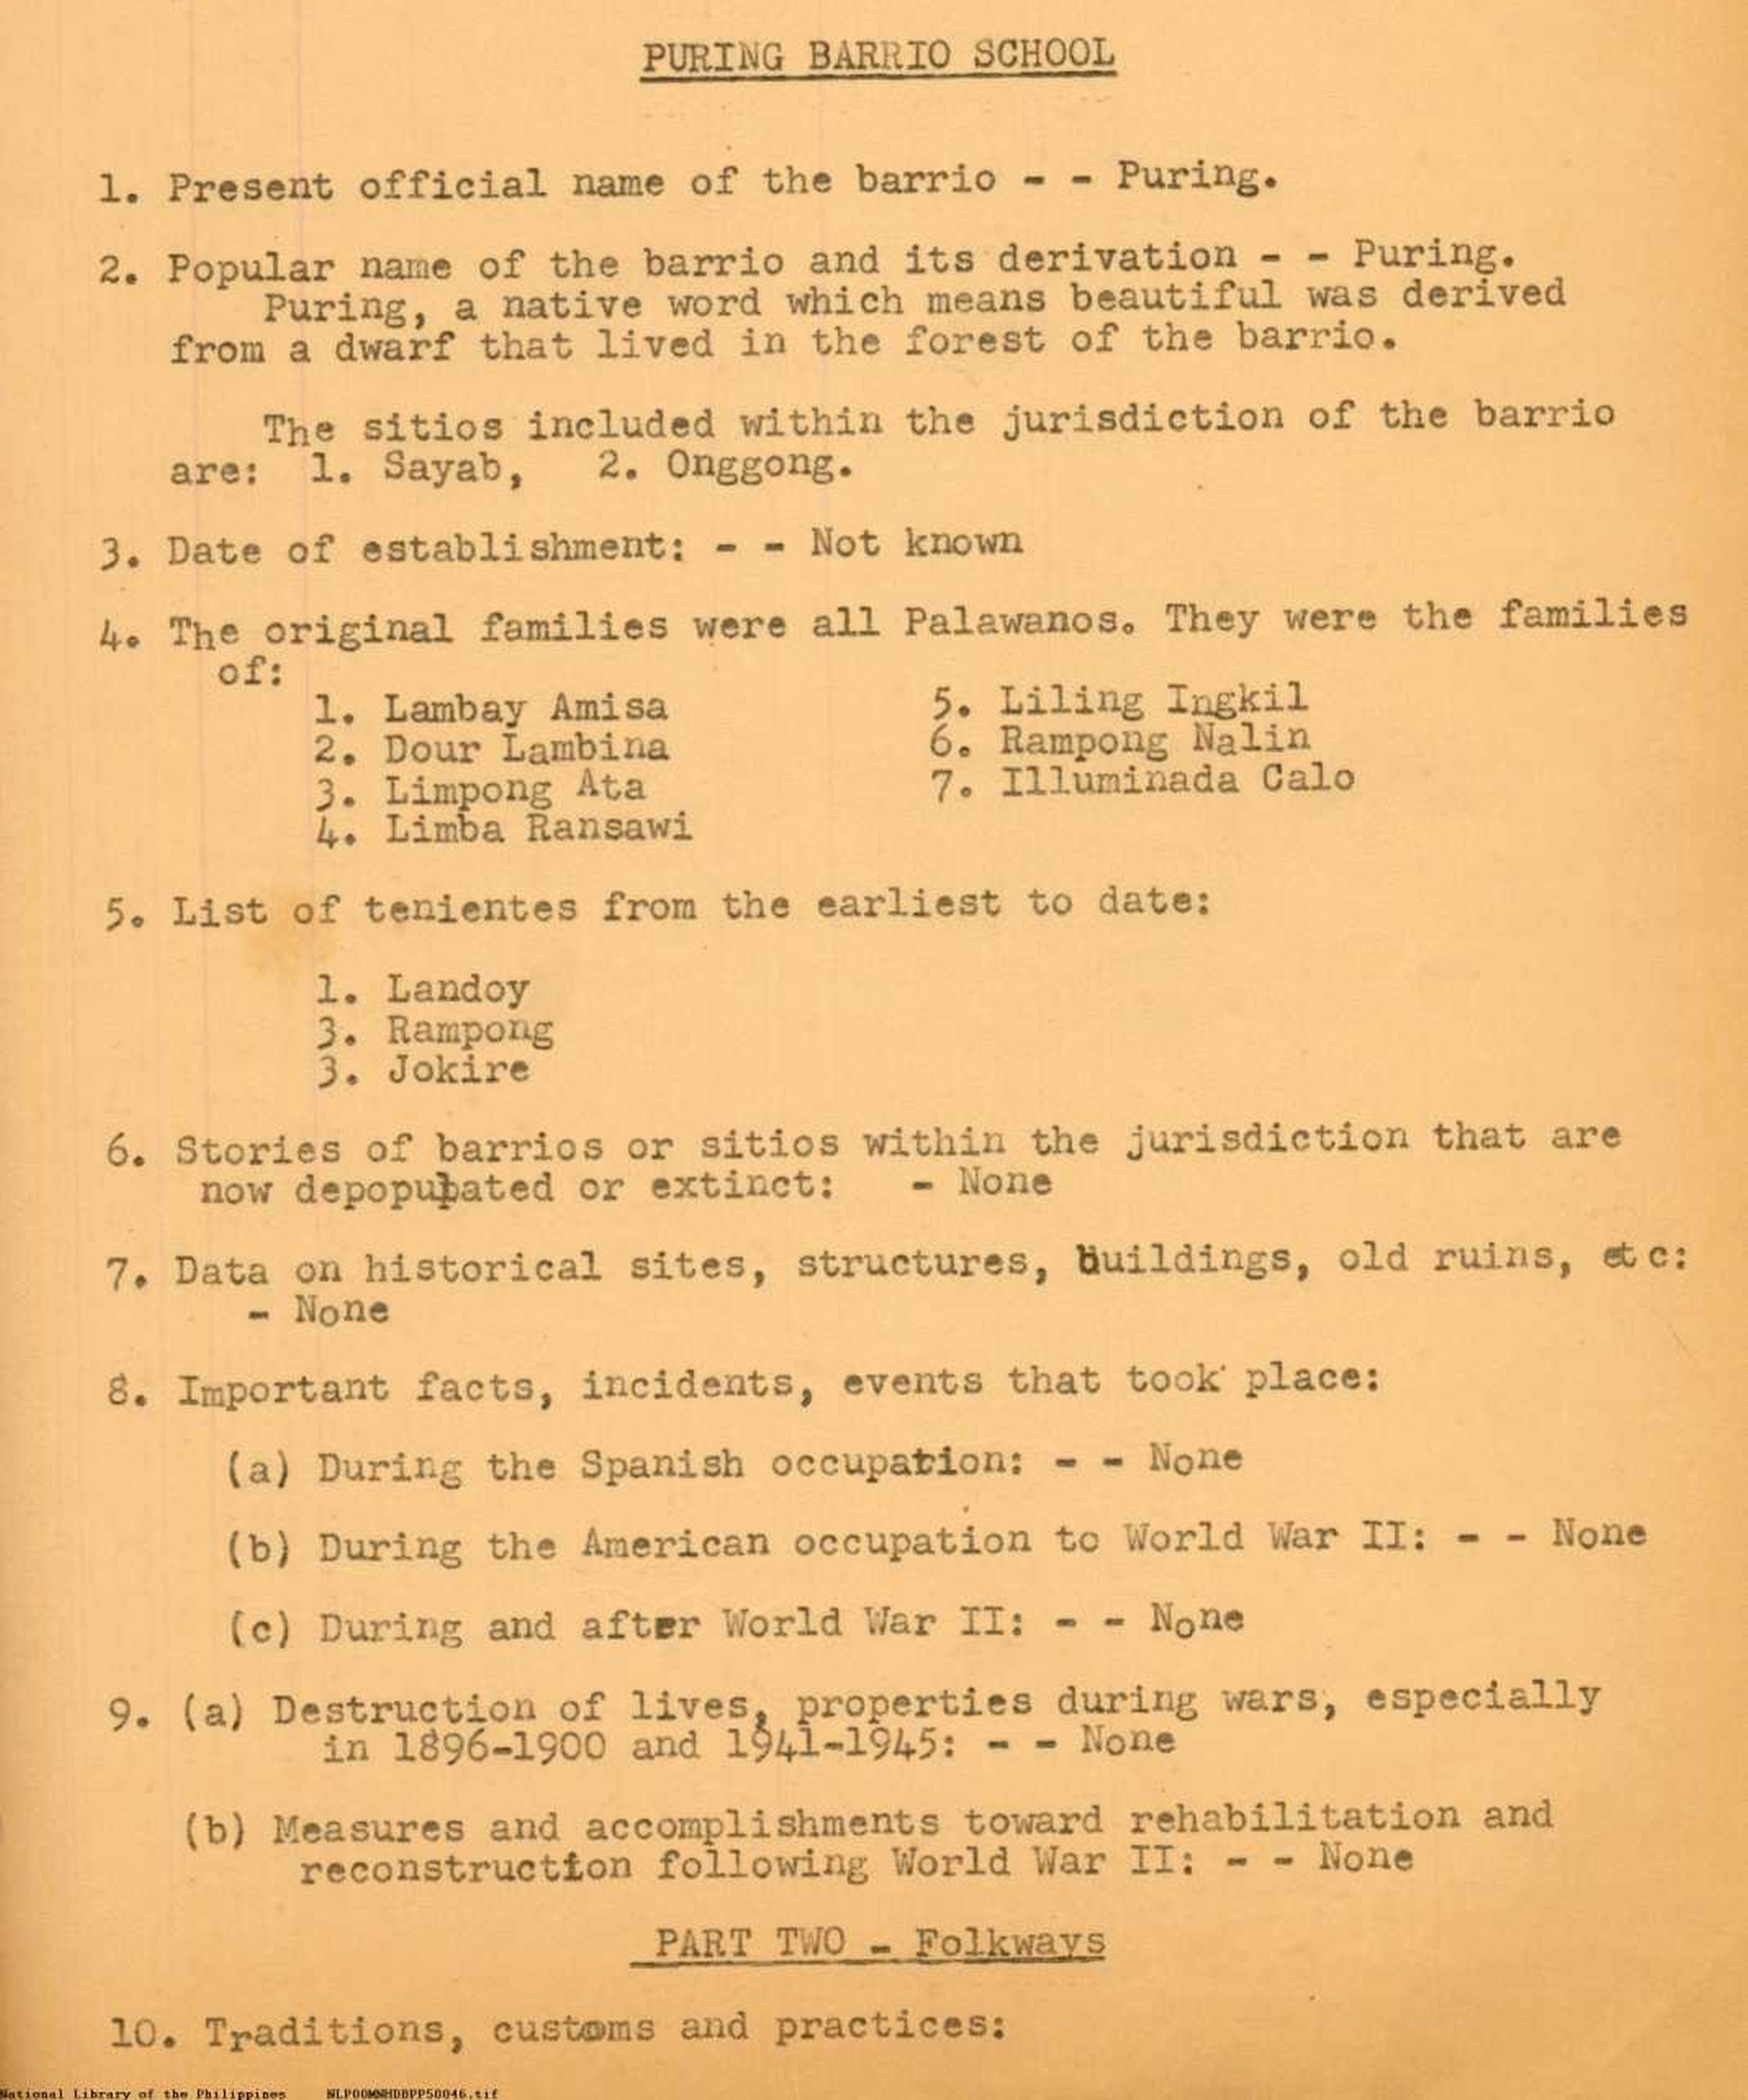 PURING BARRIO SCHOOL
1. Present official name of the barrio - - Puring.
2. Popular name of the barrio and its derivation - - Puring.
Puring, a native word which means beautiful was derived
from a dwarf that lived in the forest of the barrio.
The sitios included within the jurisdiction of the barrio
are: 1. Sayab, 2. Onggong.
3. Date of establishment: - - Not known
4. The original families were all Palawanos. They were the families
of:
1. Lambay Amisa
2. Dour Lambina
3. Limpong Ata
4. Limba Ransawi
5. Liling Ingkil
6. Rampong Nalin
7. Illuminada Calo
5. List of tenientes from the earliest to date:
1. Landoy
3. Rampong
3. Jokire
6. Stories of barrios or sitios within the jurisdiction that are
now depopulated or extinct: - None
7. Data on historical sites, structures, buildings, old ruins, etc:
- None
8. Important facts, incidents, events that took place:
(a) During the Spanish occupation: - - None
(b) During the American occupation to World War II: - - None
(c) During and after World War II: - - None
9. (a) Destruction of lives, properties during wars, especially
in 1896-1900 and 1941-1945: - - None
(b) Measures and accomplishments toward rehabilitation and
reconstruction following World War II: - - None
PART TWO - Folkways
10. Traditions, customs and practices:
National Library of the Philippines NLPOOMNHDBPP50046.tif